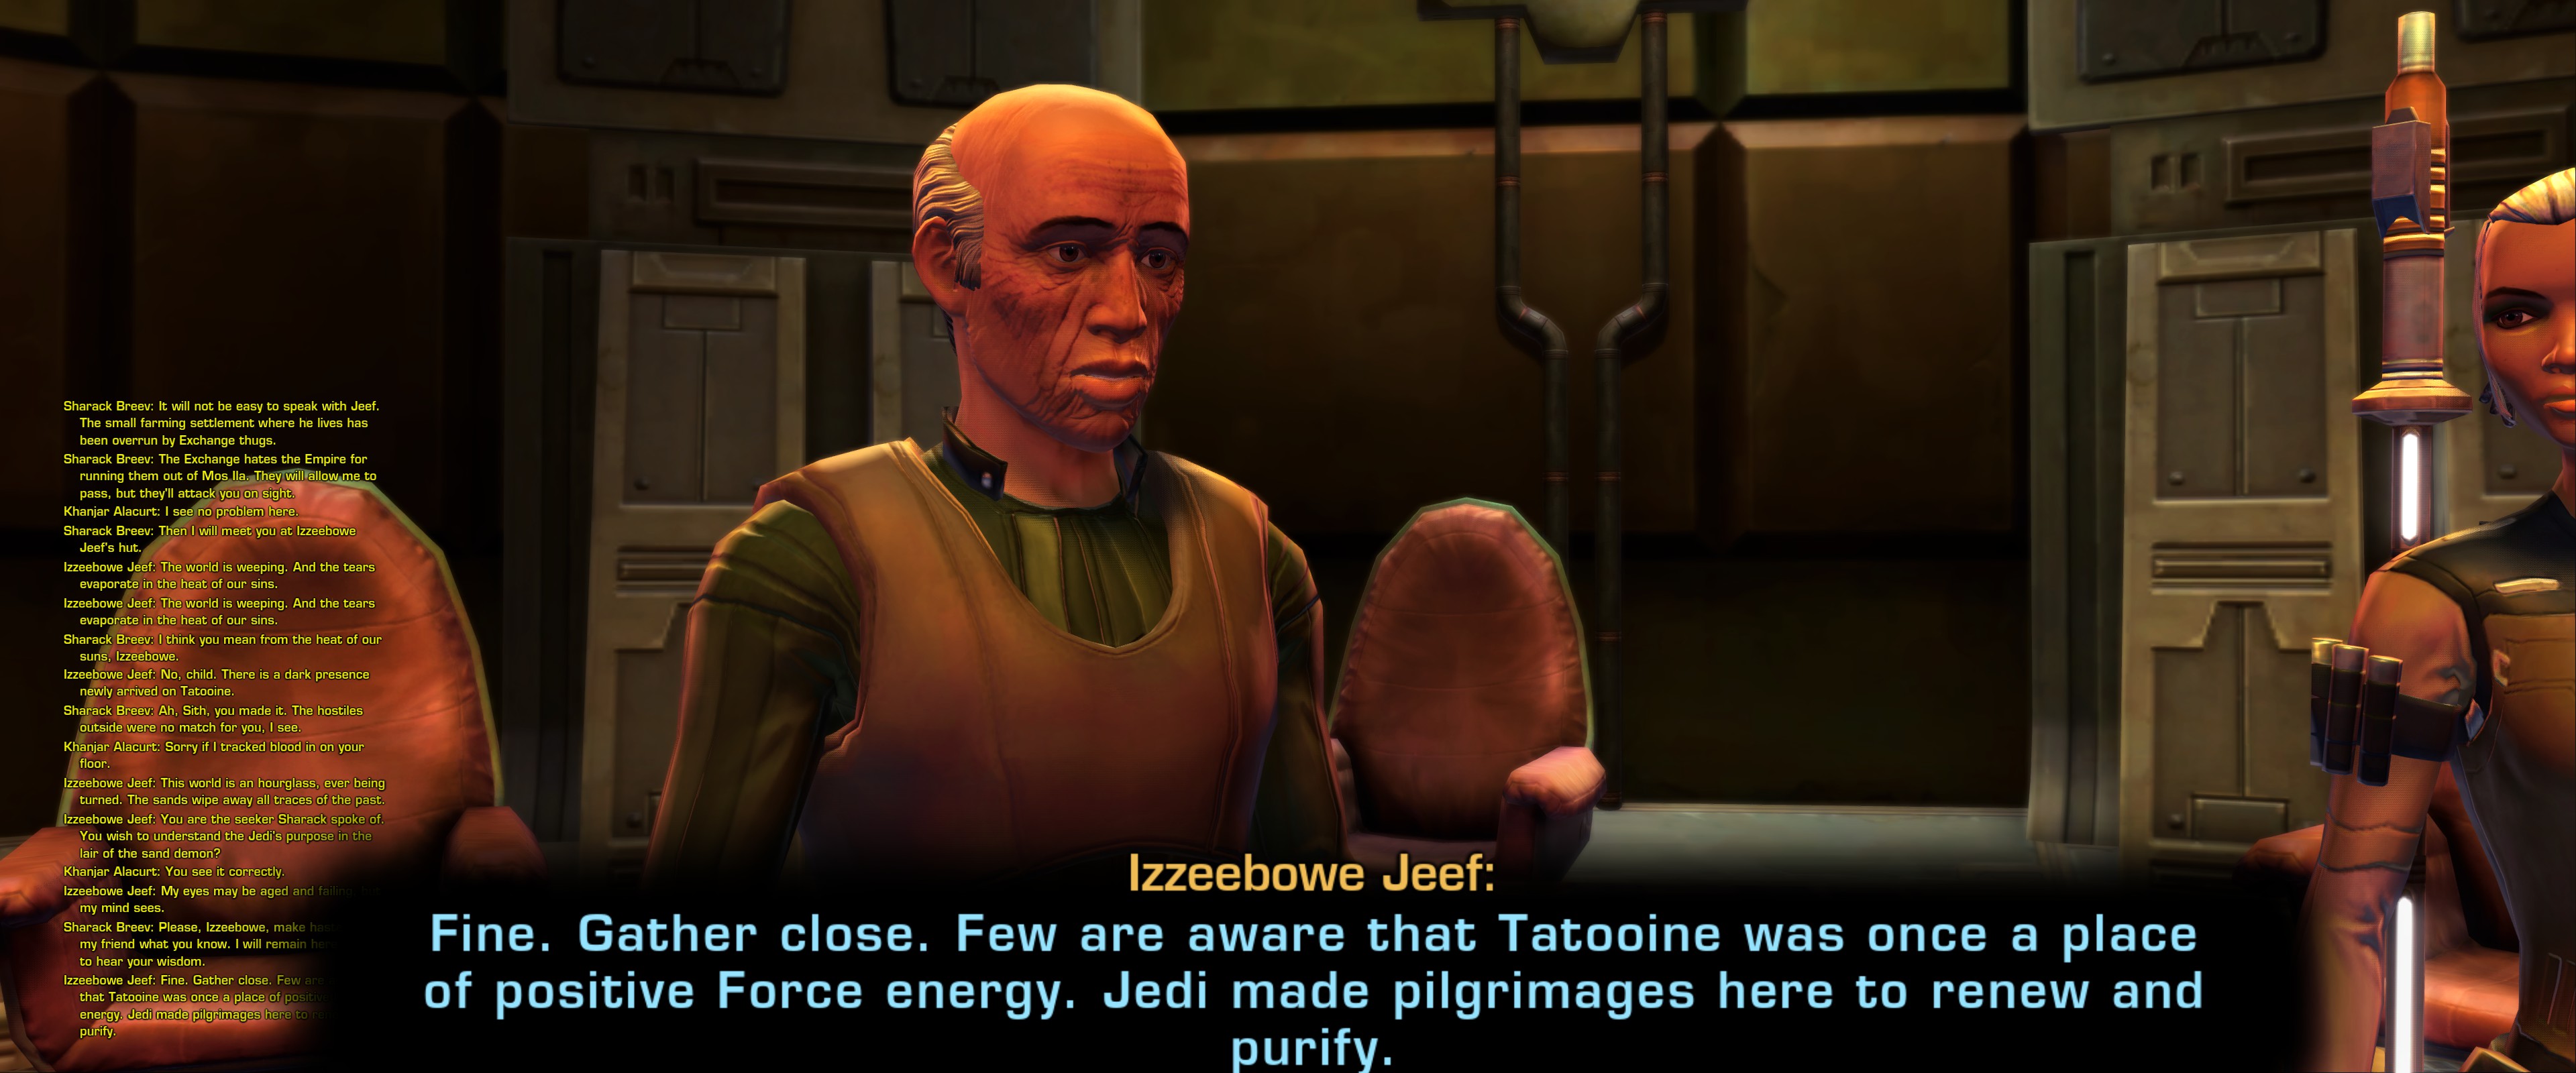 Sharack Breev: It will not be easy to speak with Jeef.
The small farming settlement where he lives has
been overrun by Exchange thugs.
Sharack Breev: The Exchange hates the Empire for
running them out of Mos Ila. They will allow me to
pass, but they'll attack you on sight.
Khanjar Alacurt: I see no problem here.
Sharack Breev: Then I will meet you at Izzeebowe
Jeef's hut.
Izzeebowe Jeef: The world is weeping. And the tears
evaporate in the heat of our sins.
Izzeebowe Jeef: The world is weeping. And the tears
evaporate in the heat of our sins.
Sharack Breev: I think you mean from the heat of our
suns, Izzeebowe.
Izzeebowe Jeef: No, child. There is a dark presence
newly arrived on Tatooine.
Sharack Breev: Ah, Sith, you made it. The hostiles
outside were no match for you, I see.
Khanjar Alacurt: Sorry if I tracked blood in on your
floor.
Izzeebowe Jeef: This world is an hourglass, ever being
turned. The sands wipe away all traces of the past.
Izzeebowe Jeef: You are the seeker Sharack spoke of.
You wish to understand the Jedi's purpose in the
lair of the sand demon?
Khanjar Alacurt: You see it correctly.
Izzeebowe Jeef: My eyes may be aged and failing, but
my mind sees.
Sharack Breev: Please, Izzeebowe, make
my friend what you know. I will remain here
to hear your wisdom.
Izzeebowe Jeef: Fine. Gather close. Few are
that Tatooine was once a place of positive
energy. Jedi made pilgrimages here to
purify.
Izzeebowe Jeef:
Fine. Gather close. Few are aware that Tatooine was once a place
of positive Force energy. Jedi made pilgrimages here to renew and
purify.